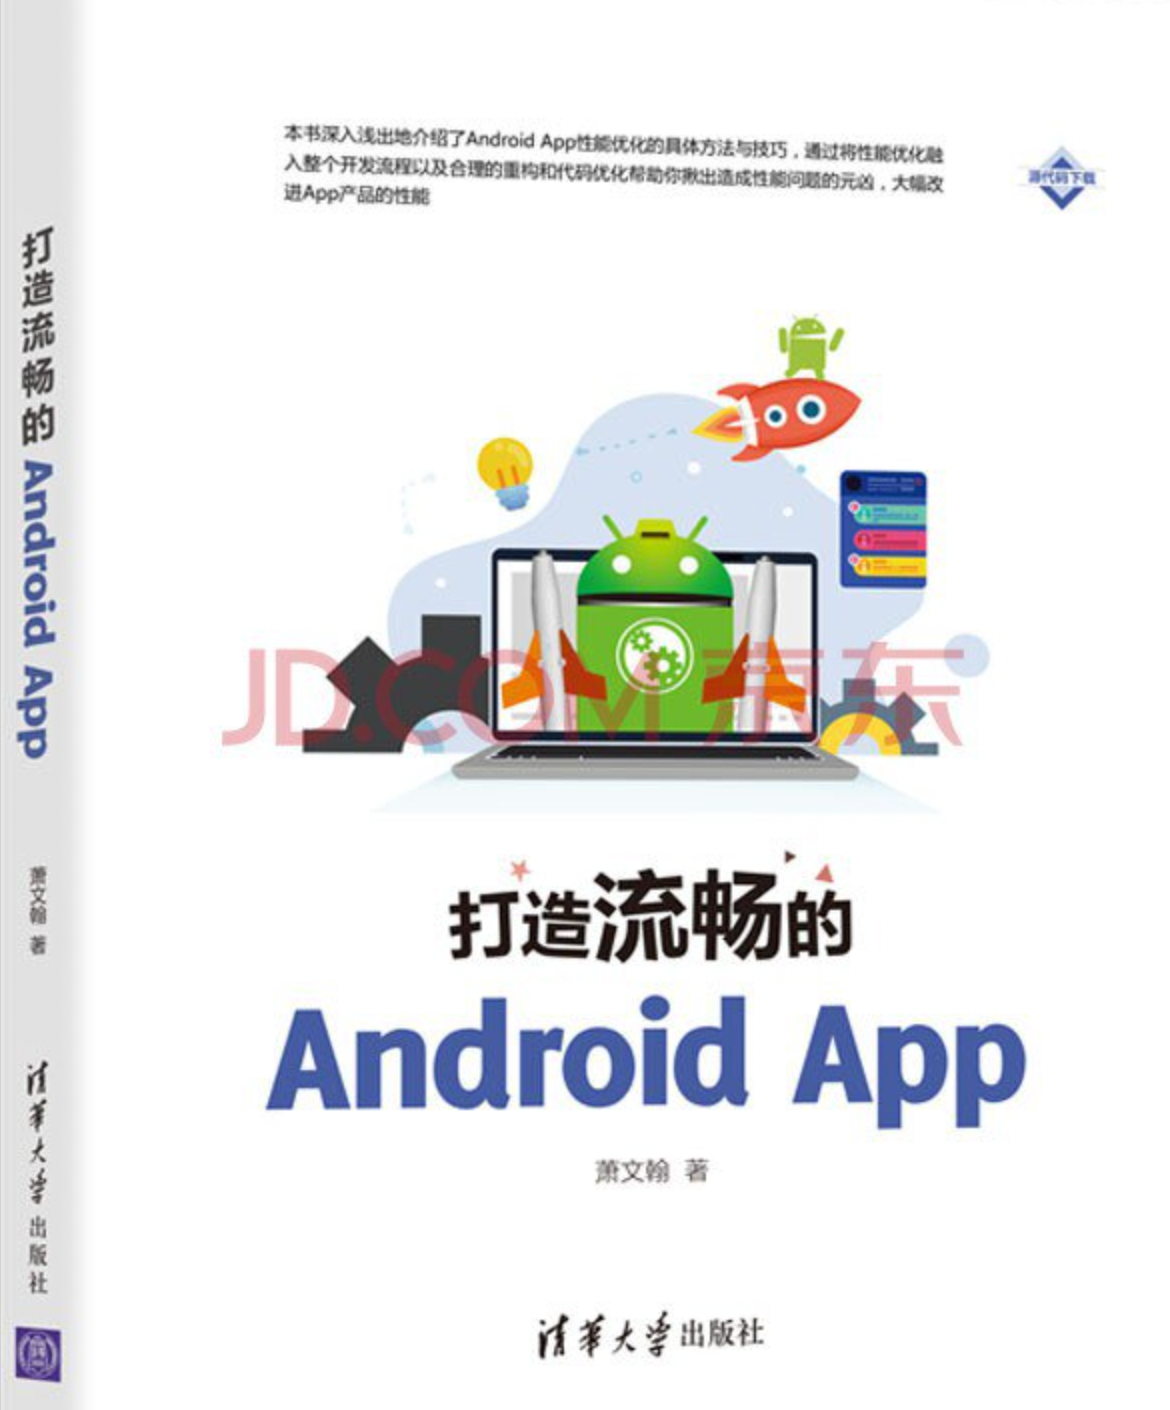 本书深入浅出地介绍了Android App性能优化的具体方法与技巧，通过将性能优化融
入整个开发流程以及合理的重构和代码优化帮助你揪出造成性能问题的元凶，大幅改
进App产品的性能
源代码下载
打造流畅的 Android App
萧文翰 著
清华大学出版社
JD.COM 京东
打造流畅的
Android App
萧文翰 著
清华大学出版社